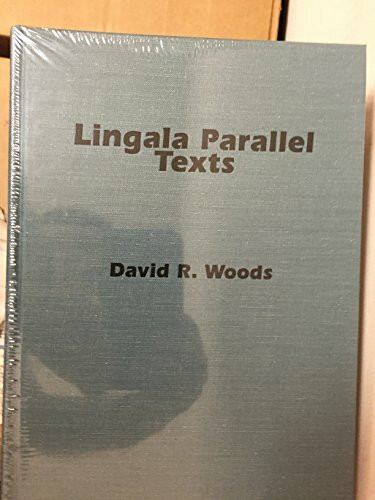 Lingala Parallel
Texts
David R. Woods